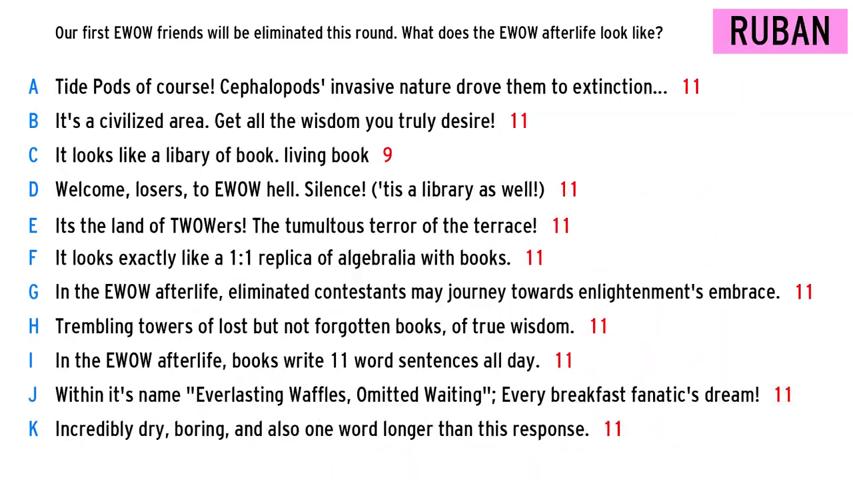 Our first EWOW friends will be eliminated this round. What does the EWOW afterlife look like?
RUBAN
A Tide Pods of course! Cephalopods' invasive nature drove them to extinction... 11
B It's a civilized area. Get all the wisdom you truly desire! 11
C It looks like a libary of book. living book 9
D Welcome, losers, to EWOW hell. Silence! ('tis a library as well!) 11
E Its the land of TWOWers! The tumultous terror of the terrace! 11
F It looks exactly like a 1:1 replica of algebralia with books. 11
G In the EWOW afterlife, eliminated contestants may journey towards enlightenment's embrace. 11
H Trembling towers of lost but not forgotten books, of true wisdom. 11
I In the EWOW afterlife, books write 11 word sentences all day. 11
J Within it's name "Everlasting Waffles, Omitted Waiting"; Every breakfast fanatic's dream! 11
K Incredibly dry, boring, and also one word longer than this response. 11